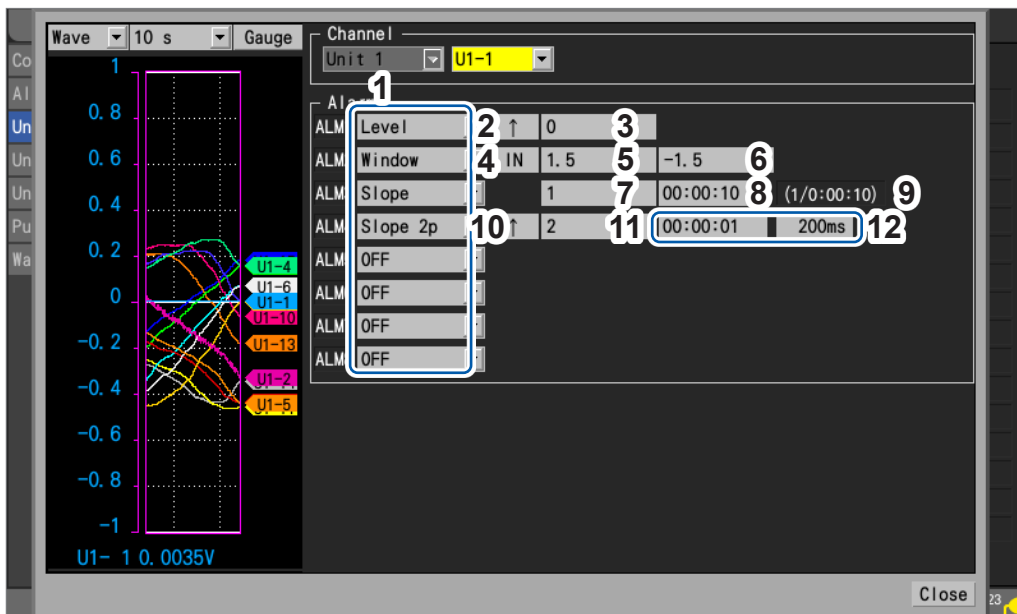 Wave 10 s Gauge
Channel
Unit 1 U1-1
1
Al
ALM Level 2 ↑ 0 3
ALM Window 4 IN 1.5 5 -1.5 6
ALM Slope 1 7 00:00:10 8 (1/0:00:10) 9
ALM Slope 2p 10 ↑ 2 11 00:00:01 200ms 12
ALM OFF
ALM OFF
ALM OFF
ALM OFF
1
0.8
0.6
0.4
0.2
0
-0.2
-0.4
-0.6
-0.8
-1
U1-4
U1-6
U1-1
U1-10
U1-13
U1-2
U1-5
U1- 1 0.0035V
Co
Al
Un
Un
Un
Pu
Wa
Close
23